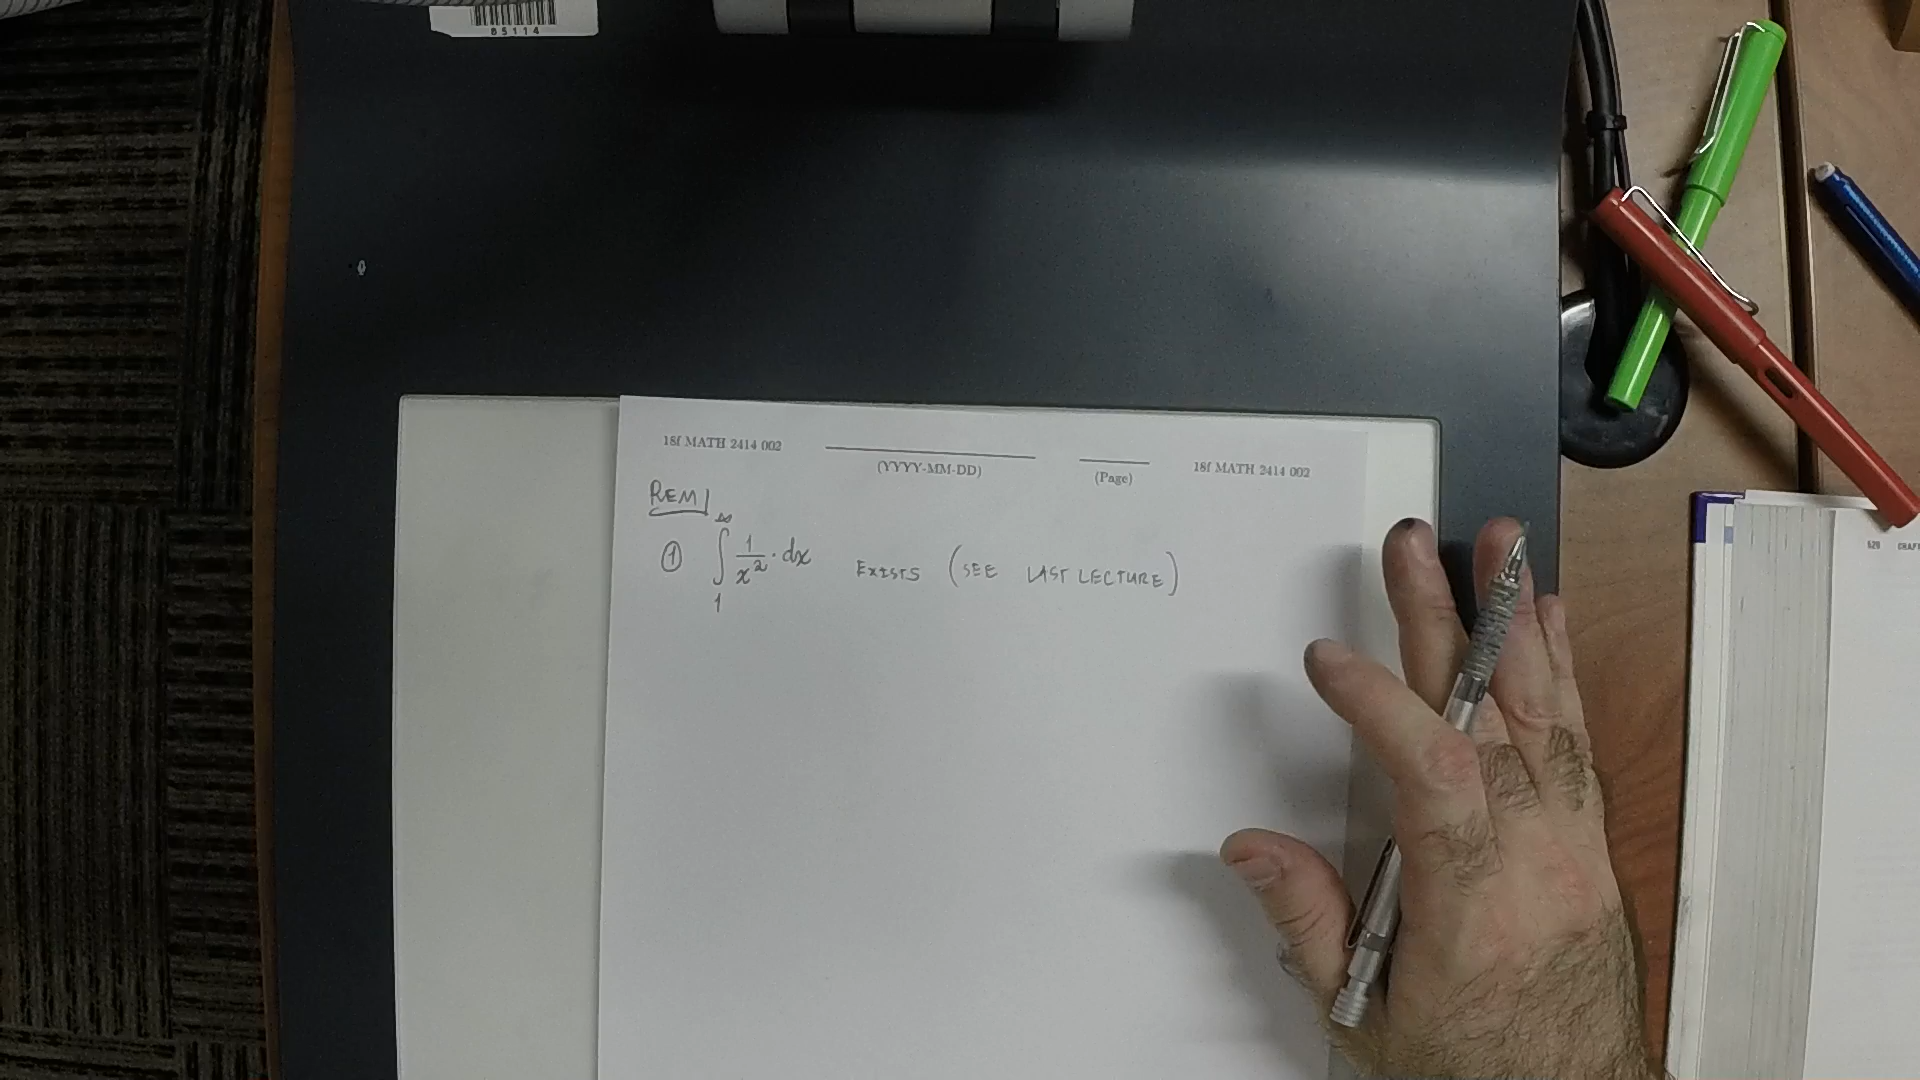 85114
18f MATH 2414 002
(YYYY-MM-DD)
(Page)
18f MATH 2414 002
REM
① ∫₁^∞ 1/x² · dx EXISTS (SEE LAST LECTURE)